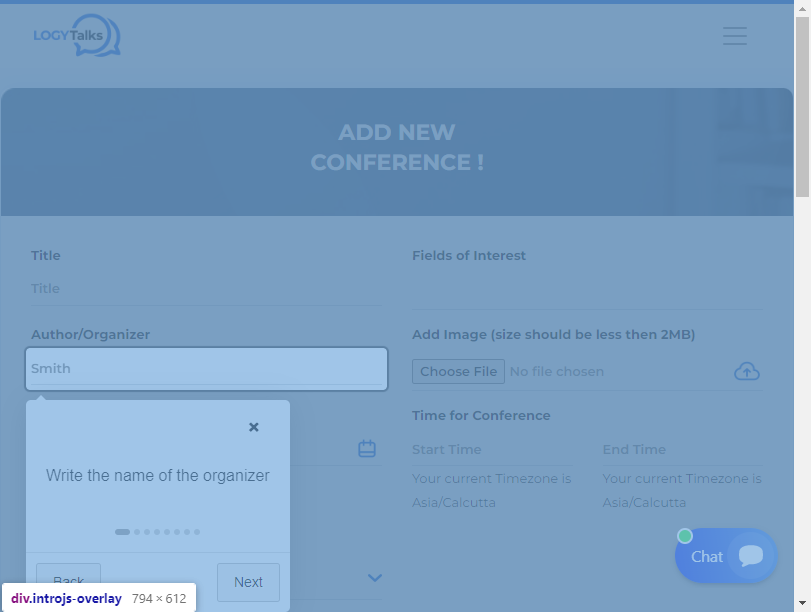 LOGYTalks
ADD NEW
CONFERENCE !
Title
Title
Author/Organizer
Smith
Fields of Interest
Add Image (size should be less then 2MB)
Choose File No file chosen
Time for Conference
Start Time
End Time
Your current Timezone is
Asia/Calcutta
Your current Timezone is
Asia/Calcutta
×
Write the name of the organizer
Back
Next
Chat
div.introjs-overlay 794 × 612